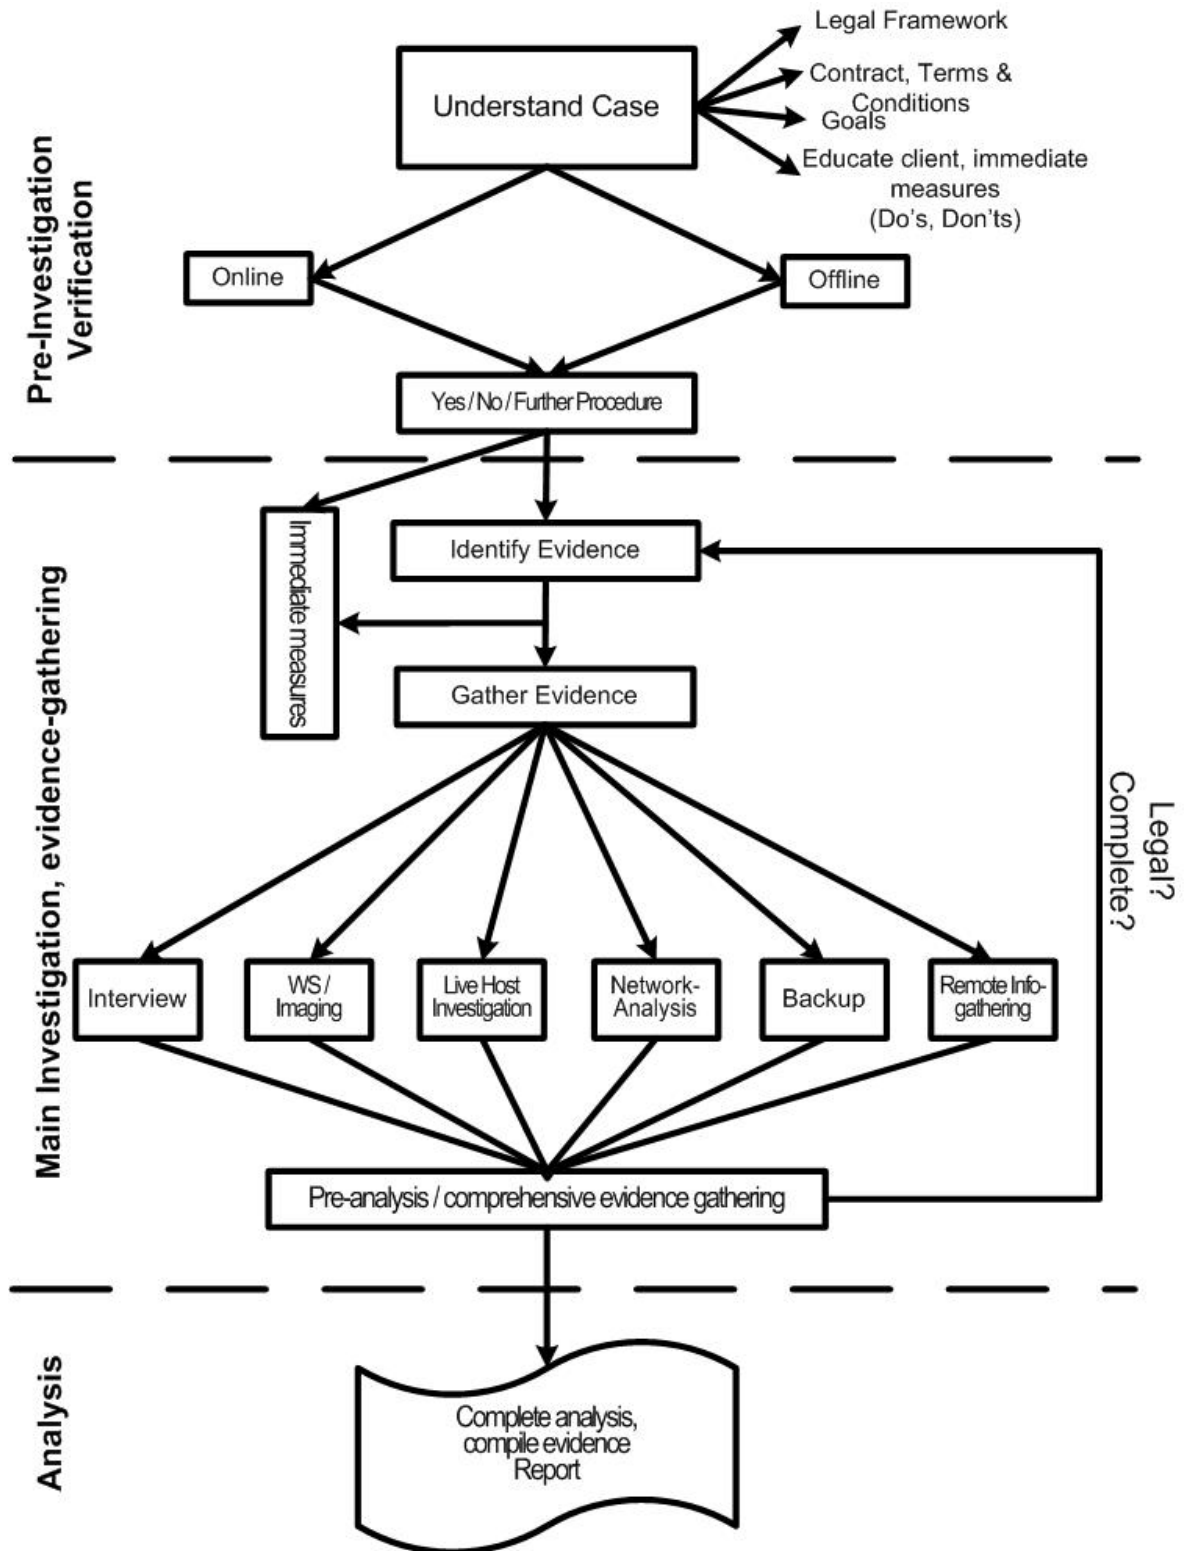 Legal Framework
Contract, Terms &
Conditions
Goals
Educate client, immediate
measures
(Do's, Don'ts)
Understand Case
Pre-Investigation
Verification
Online
Offline
Yes / No / Further Procedure
Immediate measures
Identify Evidence
Gather Evidence
Main Investigation, evidence-gathering
Legal?
Complete?
Interview
WS /
Imaging
Live Host
Investigation
Network-
Analysis
Backup
Remote Info-
gathering
Pre-analysis / comprehensive evidence gathering
Analysis
Complete analysis,
compile evidence
Report